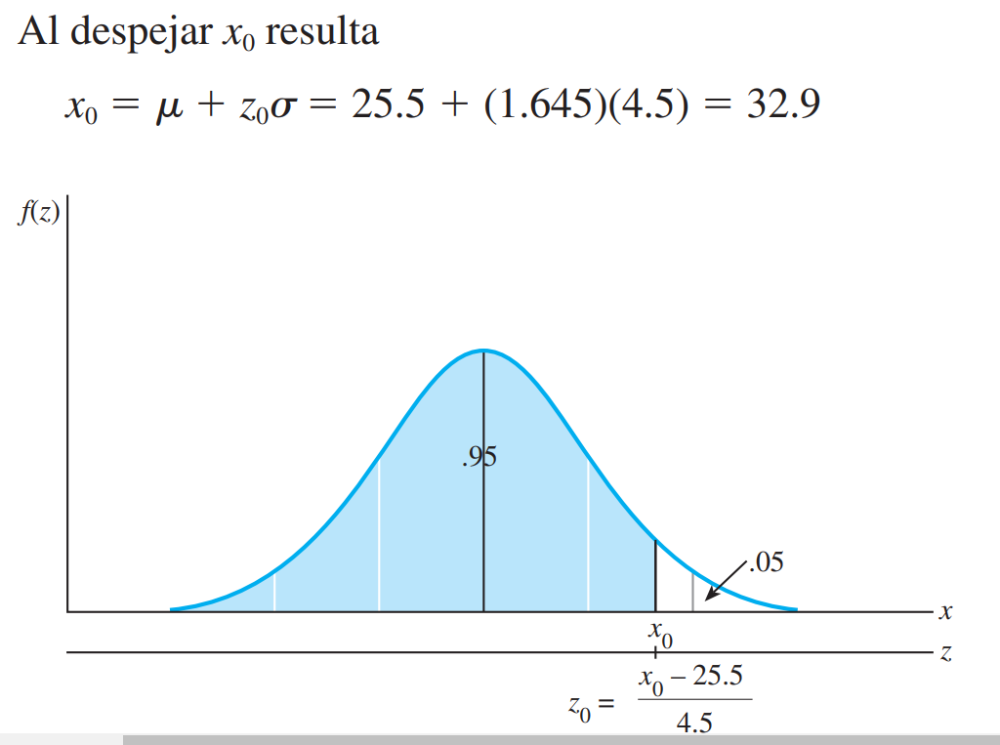 Al despejar x₀ resulta
x₀ = μ + z₀σ = 25.5 + (1.645)(4.5) = 32.9
f(z)
.95
.05
x
x₀
z
z₀ = (x₀ – 25.5) / 4.5